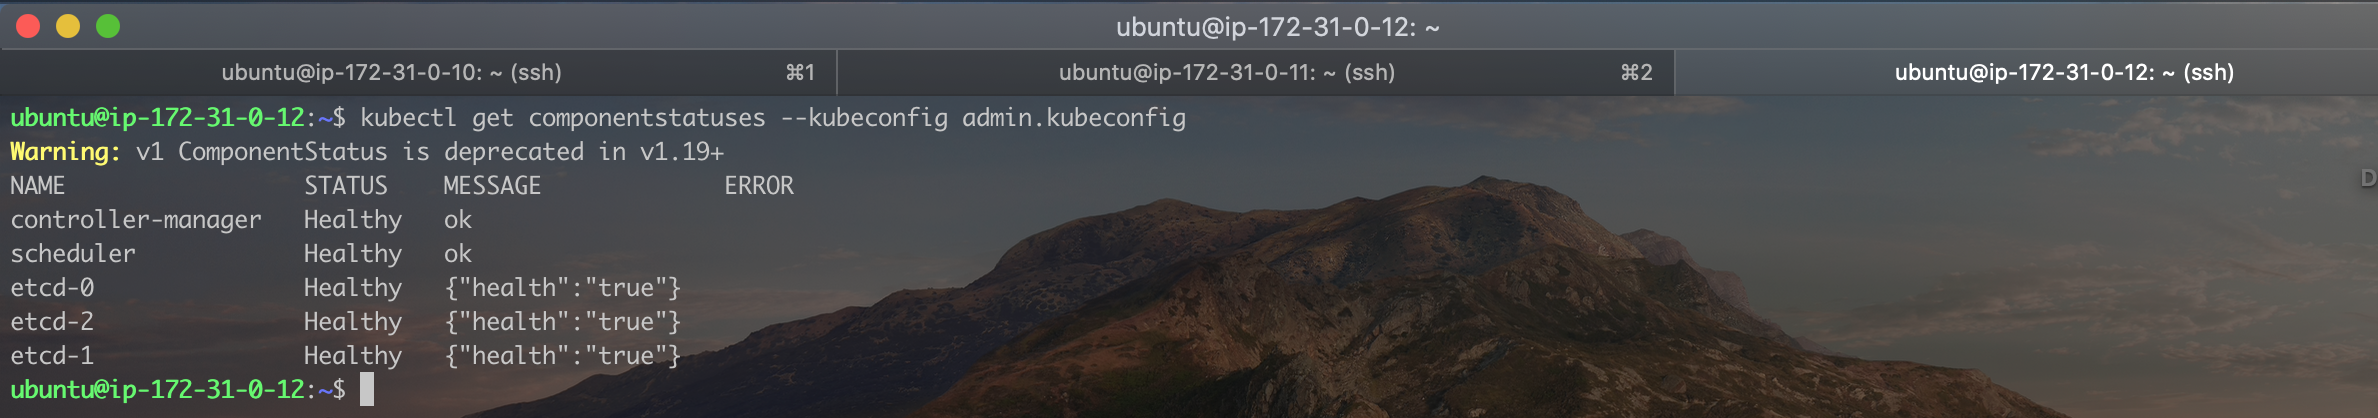 ubuntu@ip-172-31-0-12: ~
ubuntu@ip-172-31-0-10: ~ (ssh) ⌘1 ubuntu@ip-172-31-0-11: ~ (ssh) ⌘2 ubuntu@ip-172-31-0-12: ~ (ssh)
ubuntu@ip-172-31-0-12:~$ kubectl get componentstatuses --kubeconfig admin.kubeconfig
Warning: v1 ComponentStatus is deprecated in v1.19+
NAME STATUS MESSAGE ERROR
controller-manager Healthy ok
scheduler Healthy ok
etcd-0 Healthy {"health":"true"}
etcd-2 Healthy {"health":"true"}
etcd-1 Healthy {"health":"true"}
ubuntu@ip-172-31-0-12:~$
D